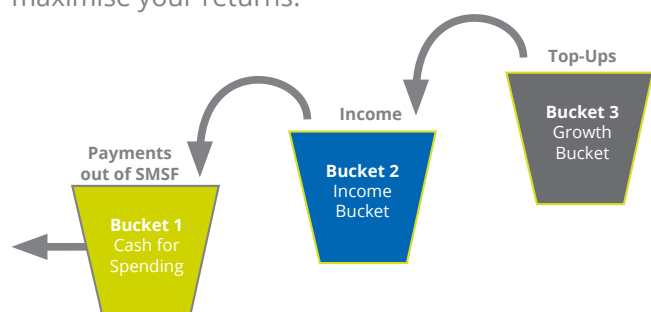 maximise your returns.
Top-Ups
Bucket 3
Growth
Bucket
Income
Bucket 2
Income
Bucket
Payments
out of SMSF
Bucket 1
Cash for
Spending